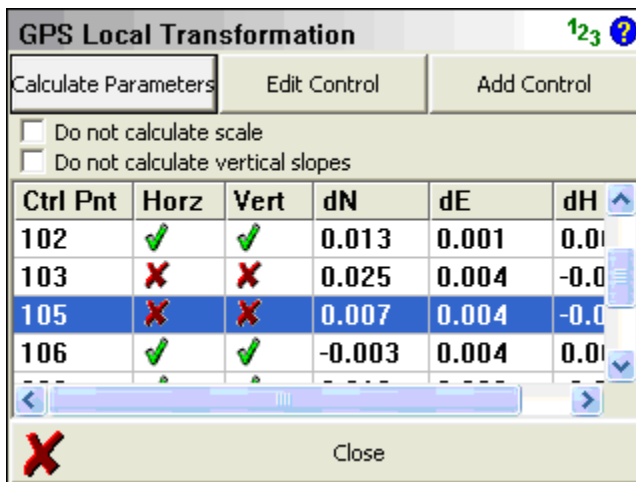 GPS Local Transformation 123 ?
Calculate Parameters Edit Control Add Control
Do not calculate scale
Do not calculate vertical slopes
Ctrl Pnt Horz Vert dN dE dH
102 0.013 0.001
103 0.025 0.004
105 0.007 0.004
106 -0.003 0.004
Close